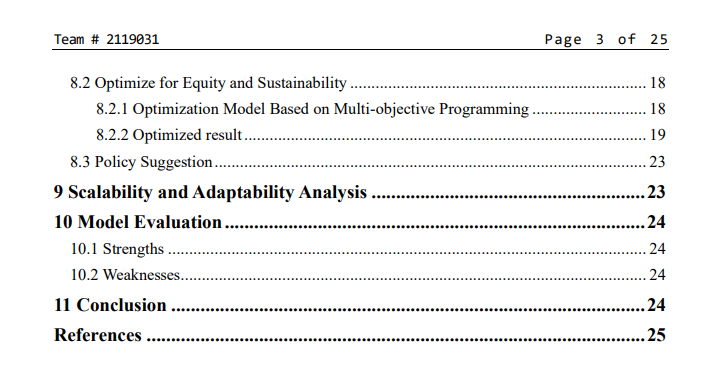 Team # 2119031 Page 3 of 25
8.2 Optimize for Equity and Sustainability ........................................................................... 18
8.2.1 Optimization Model Based on Multi-objective Programming ............................. 18
8.2.2 Optimized result ..................................................................................................... 19
8.3 Policy Suggestion ............................................................................................................ 23
9 Scalability and Adaptability Analysis ......................................................... 23
10 Model Evaluation ........................................................................................ 24
10.1 Strengths ........................................................................................................................ 24
10.2 Weaknesses..................................................................................................................... 24
11 Conclusion ................................................................................................... 24
References ........................................................................................................ 25